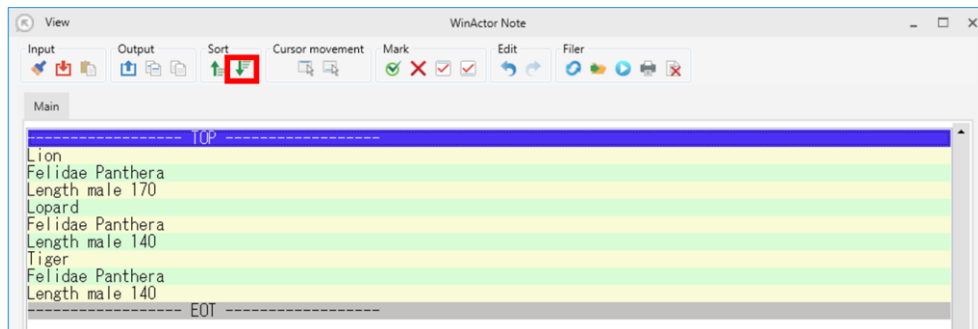 View WinActor Note
Input Output Sort Cursor movement Mark Edit Filer
Main
------------------ TOP ------------------
Lion
Felidae Panthera
Length male 170
Lopard
Felidae Panthera
Length male 140
Tiger
Felidae Panthera
Length male 140
------------------ EOT ------------------